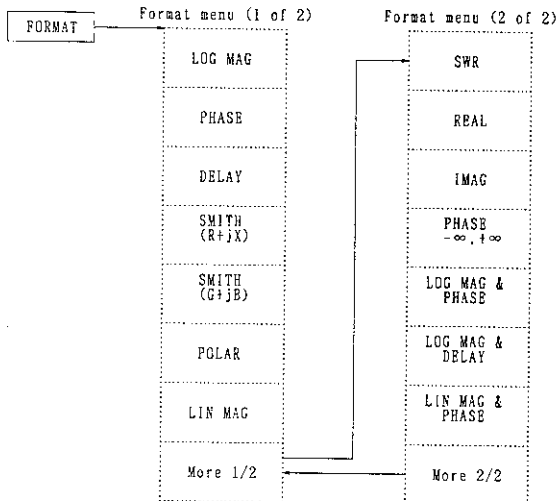 FORMAT
Format menu (1 of 2)
LOG MAG
PHASE
DELAY
SMITH
(R+jX)
SMITH
(G+jB)
POLAR
LIN MAG
More 1/2
Format menu (2 of 2)
SWR
REAL
IMAG
PHASE
-∞,+∞
LOG MAG &
PHASE
LOG MAG &
DELAY
LIN MAG &
PHASE
More 2/2